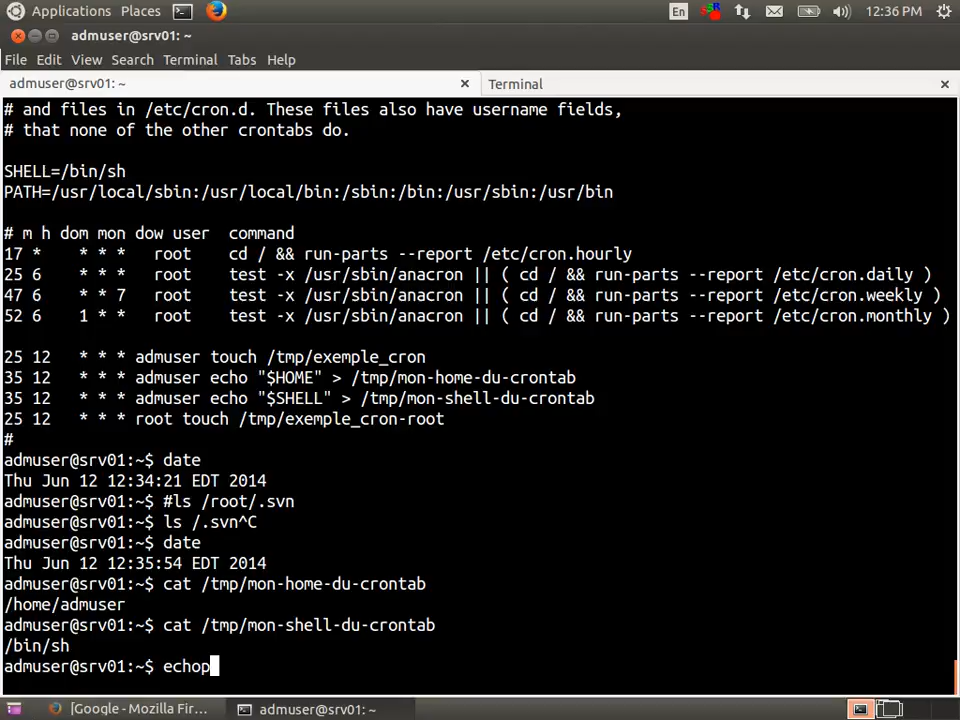 Applications Places En 12:36 PM
admuser@srv01: ~
File Edit View Search Terminal Tabs Help
admuser@srv01: ~ Terminal
# and files in /etc/cron.d. These files also have username fields,
# that none of the other crontabs do.
SHELL=/bin/sh
PATH=/usr/local/sbin:/usr/local/bin:/sbin:/bin:/usr/sbin:/usr/bin
# m h dom mon dow user  command
17 *    * * *   root    cd / && run-parts --report /etc/cron.hourly
25 6    * * *   root    test -x /usr/sbin/anacron || ( cd / && run-parts --report /etc/cron.daily )
47 6    * * 7   root    test -x /usr/sbin/anacron || ( cd / && run-parts --report /etc/cron.weekly )
52 6    1 * *   root    test -x /usr/sbin/anacron || ( cd / && run-parts --report /etc/cron.monthly )
25 12   * * * admuser touch /tmp/exemple_cron
35 12   * * * admuser echo "$HOME" > /tmp/mon-home-du-crontab
35 12   * * * admuser echo "$SHELL" > /tmp/mon-shell-du-crontab
25 12   * * * root touch /tmp/exemple_cron-root
#
admuser@srv01:~$ date
Thu Jun 12 12:34:21 EDT 2014
admuser@srv01:~$ #ls /root/.svn
admuser@srv01:~$ ls /.svn^C
admuser@srv01:~$ date
Thu Jun 12 12:35:54 EDT 2014
admuser@srv01:~$ cat /tmp/mon-home-du-crontab
/home/admuser
admuser@srv01:~$ cat /tmp/mon-shell-du-crontab
/bin/sh
admuser@srv01:~$ echop
[Google - Mozilla Fir... admuser@srv01: ~